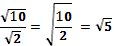 √10/√2 = √(10/2) = √5